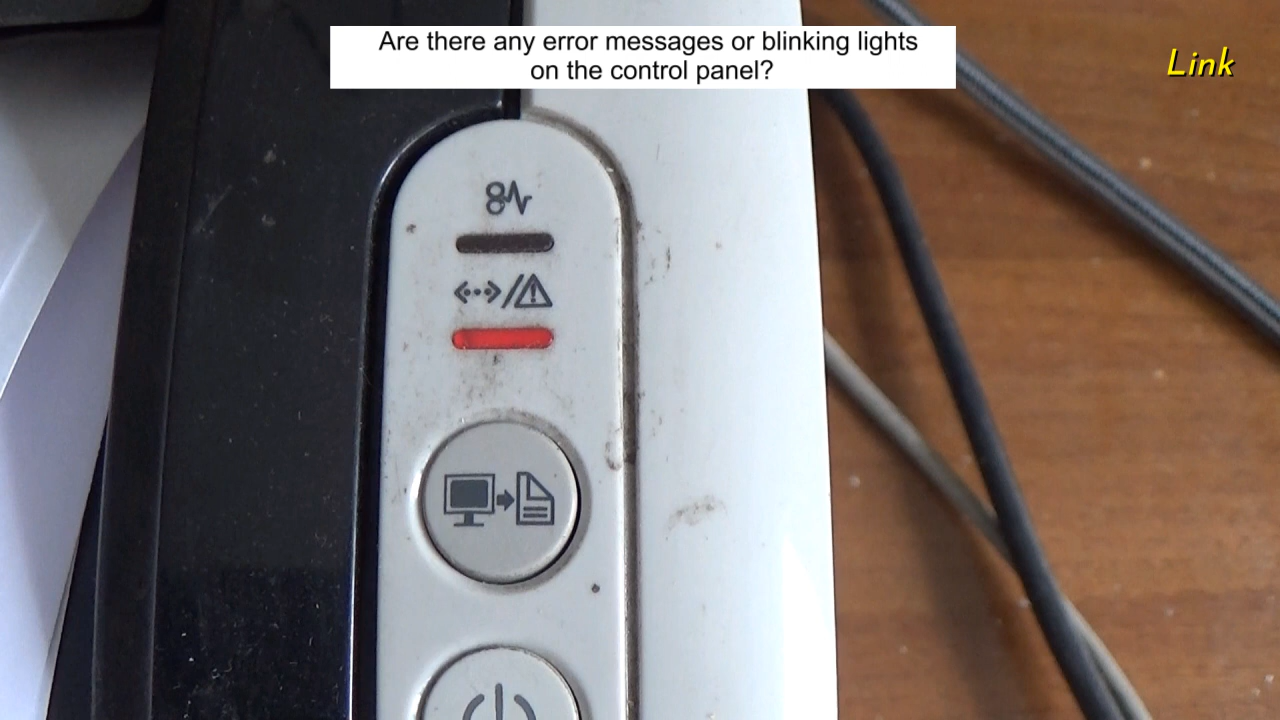 Are there any error messages or blinking lights
on the control panel?
Link